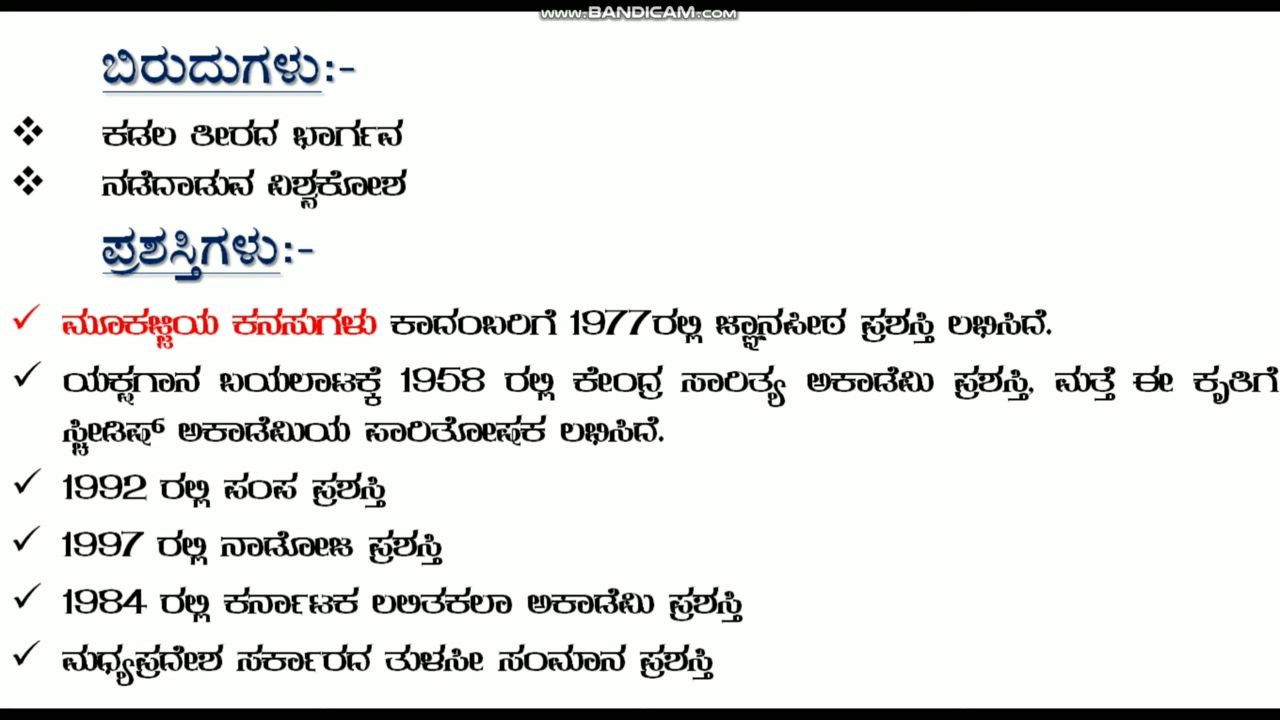 www.BANDICAM.com
ಬಿರುದುಗಳು:-
❖ ಕಡಲ ತೀರದ ಭಾರ್ಗವ
❖ ನಡೆದಾಡುವ ವಿಶ್ವಕೋಶ
ಪ್ರಶಸ್ತಿಗಳು:-
✓ ಮೂಕಜ್ಜಿಯ ಕನಸುಗಳು ಕಾದಂಬರಿಗೆ 1977ರಲ್ಲಿ ಜ್ಞಾನಪೀಠ ಪ್ರಶಸ್ತಿ ಲಭಿಸಿದೆ.
✓ ಯಕ್ಷಗಾನ ಬಯಲಾಟಕ್ಕೆ 1958 ರಲ್ಲಿ ಕೇಂದ್ರ ಸಾರಿತ್ಯ ಅಕಾಡೆಮಿ ಪ್ರಶಸ್ತಿ, ಮತ್ತೆ ಈ ಕೃತಿಗೆ
ಸ್ವೀಡಿಷ್ ಅಕಾಡೆಮಿಯ ಪಾರಿತೋಷಕ ಲಭಿಸಿದೆ.
✓ 1992 ರಲ್ಲಿ ಪಂಪ ಪ್ರಶಸ್ತಿ
✓ 1997 ರಲ್ಲಿ ನಾಡೋಜ ಪ್ರಶಸ್ತಿ
✓ 1984 ರಲ್ಲಿ ಕರ್ನಾಟಕ ಲಲಿತಕಲಾ ಅಕಾಡೆಮಿ ಪ್ರಶಸ್ತಿ
✓ ಮಧ್ಯಪ್ರದೇಶ ಸರ್ಕಾರದ ತುಳಸೀ ಸಂಮಾನ ಪ್ರಶಸ್ತಿ